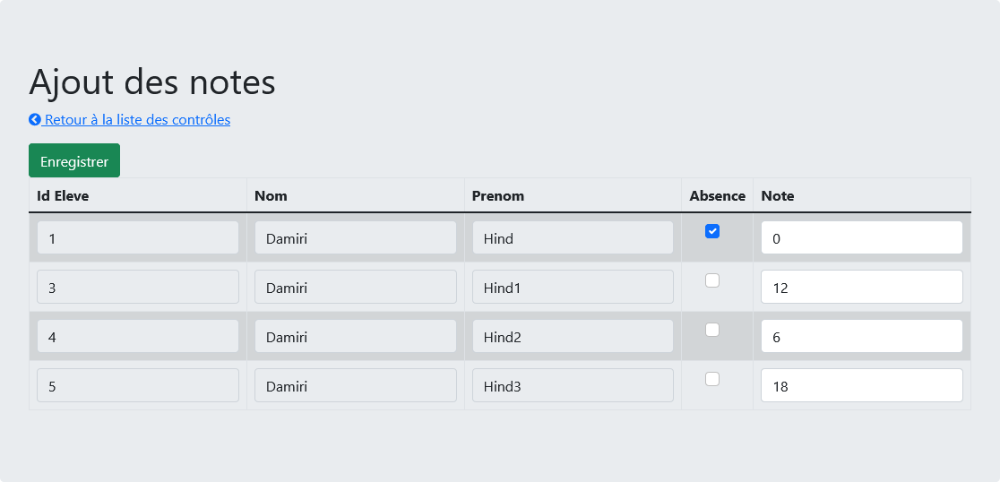 Ajout des notes
Retour à la liste des contrôles
Enregistrer
Id Eleve Nom Prenom Absence Note
1 Damiri Hind 0
3 Damiri Hind1 12
4 Damiri Hind2 6
5 Damiri Hind3 18